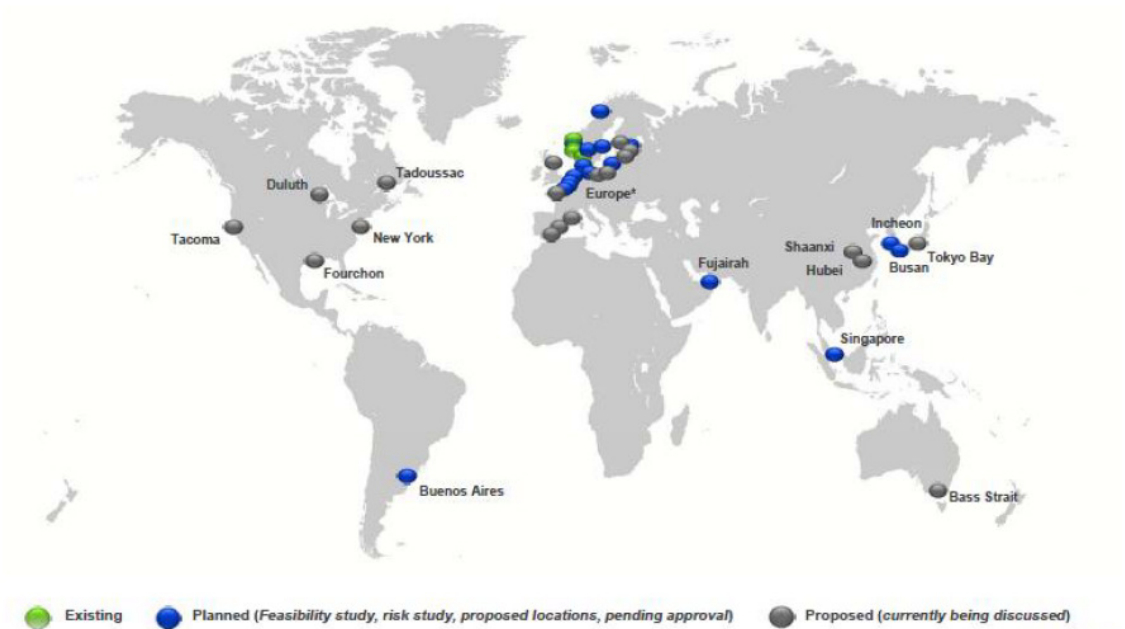 Tadoussac
Duluth
Europe*
Tacoma
New York
Incheon
Shaanxi
Tokyo Bay
Fujairah
Hubei
Busan
Fourchon
Singapore
Buenos Aires
Bass Strait
Existing
Planned (Feasibility study, risk study, proposed locations, pending approval)
Proposed (currently being discussed)